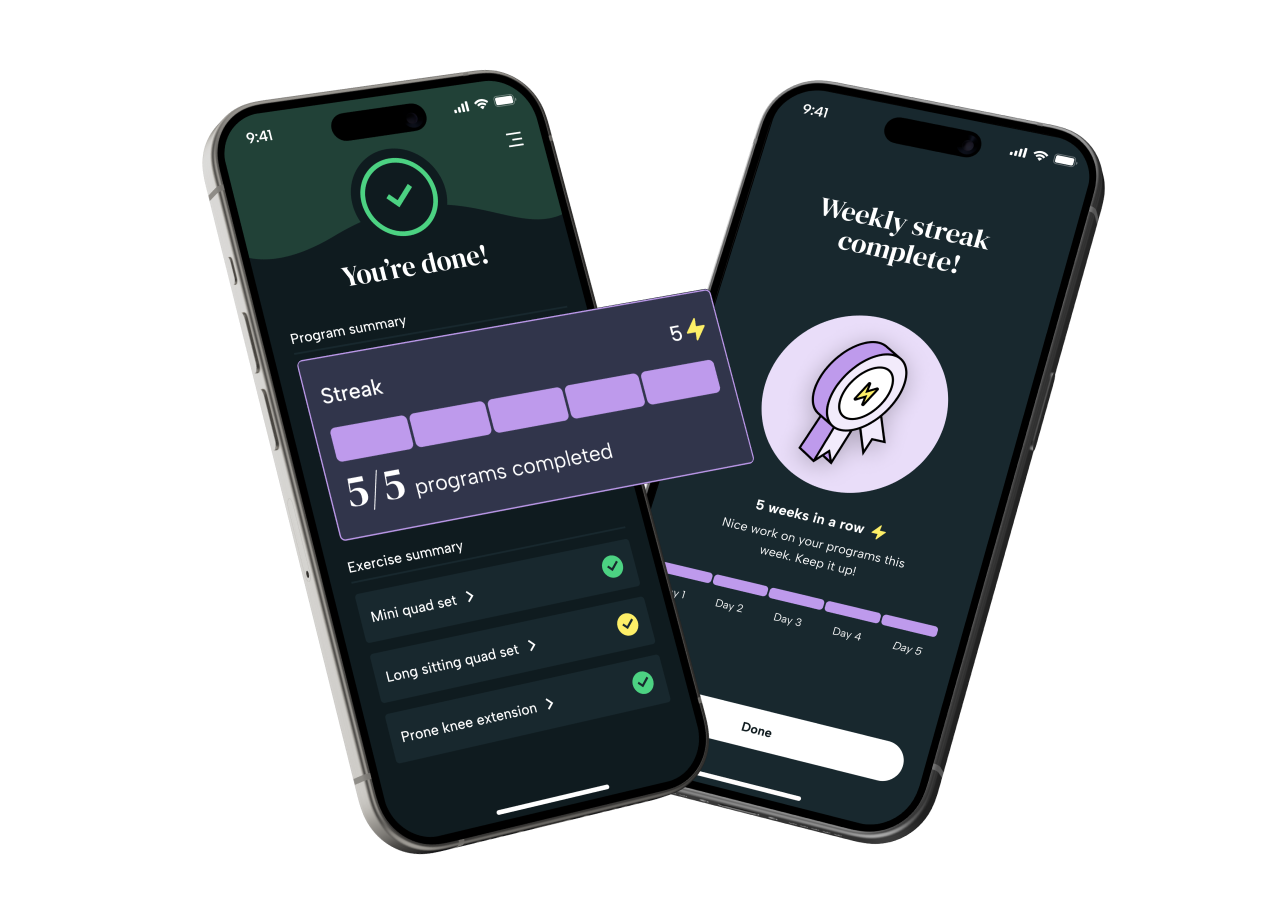 9:41
You're done!
Program summary
5
Streak
5/5 programs completed
Exercise summary
Mini quad set
Long sitting quad set
Prone knee extension
9:41
Weekly streak
complete!
5 weeks in a row
Nice work on your programs this
week. Keep it up!
1
Day 2
Day 3
Day 4
Day 5
Done